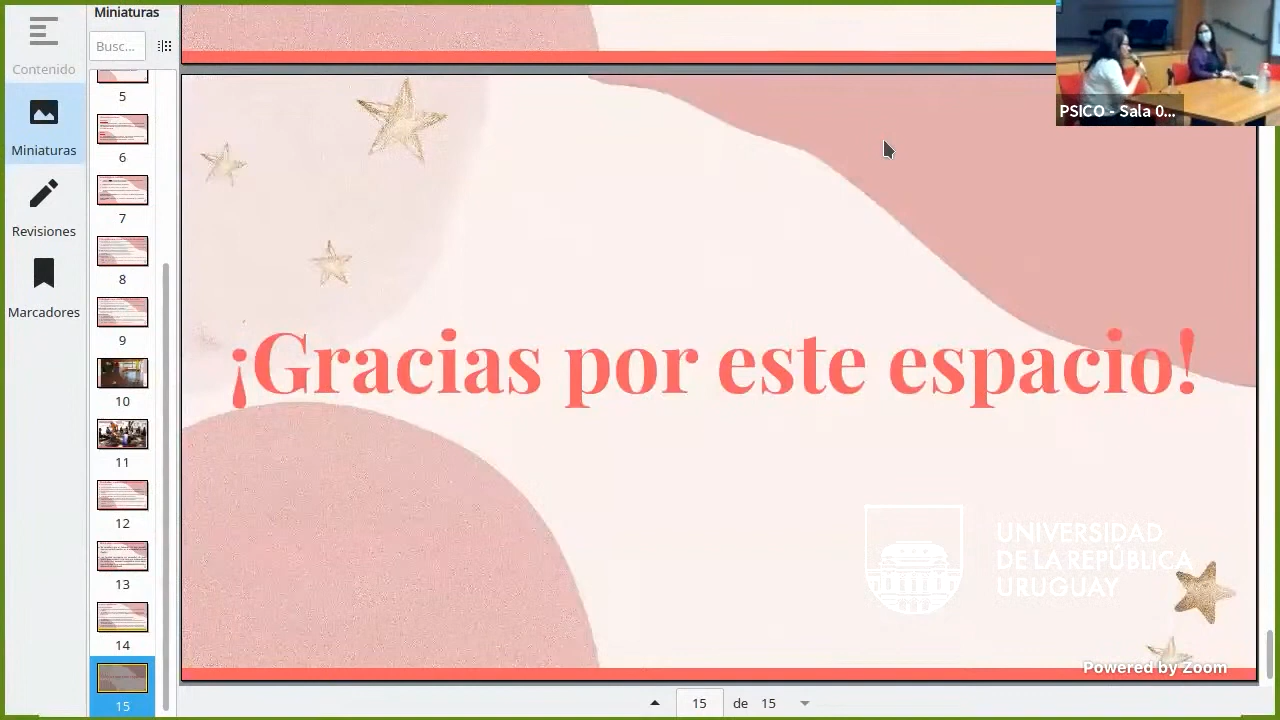 Contenido
Miniaturas
Revisiones
Marcadores
Miniaturas
Busc...
5
6
7
8
9
10
11
12
13
14
15
PSICO - Sala 0...
¡Gracias por este espacio!
UNIVERSIDAD
DE LA REPÚBLICA
URUGUAY
Powered by Zoom
15 de 15